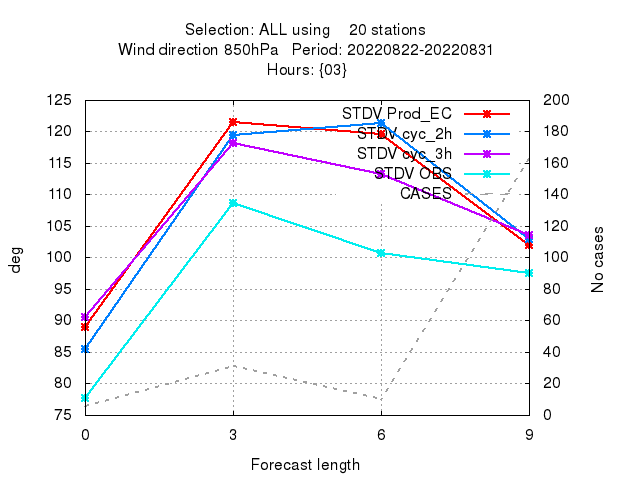 Selection: ALL using 20 stations
Wind direction 850hPa Period: 20220822-20220831
Hours: {03}
125
120
115
110
105
100
95
90
85
80
75
deg
200
180
160
140
120
100
80
60
40
20
0
No cases
STDV Prod_EC
STDV cyc_2h
STDV cyc_3h
STDV OBS
CASES
0 3 6 9
Forecast length